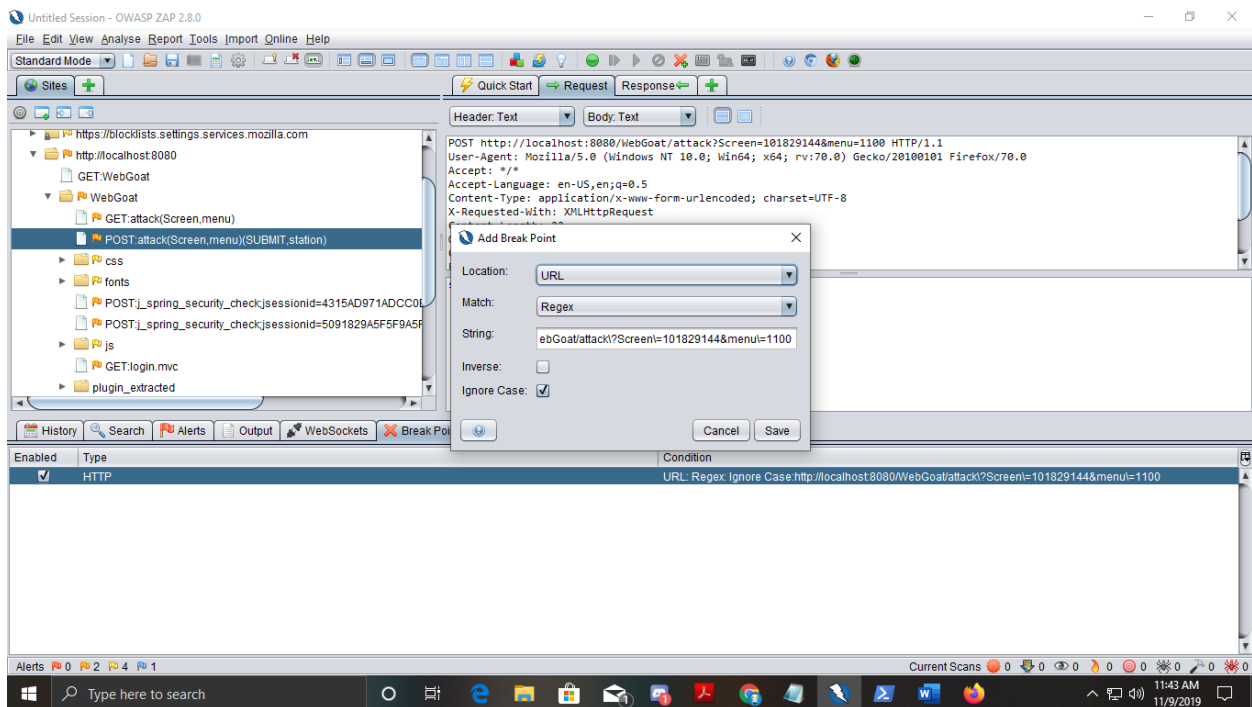 Untitled Session - OWASP ZAP 2.8.0
File Edit View Analyse Report Tools Import Online Help
Standard Mode
Sites
Quick Start Request Response
Header: Text Body: Text
https://blocklists.settings.services.mozilla.com
http://localhost:8080
GET:WebGoat
WebGoat
GET:attack(Screen,menu)
POST:attack(Screen,menu)(SUBMIT,station)
css
fonts
POST:j_spring_security_check;jsessionid=4315AD971ADCC0
POST:j_spring_security_check;jsessionid=5091829A5F5F9A5F
js
GET:login.mvc
plugin_extracted
POST http://localhost:8080/WebGoat/attack?Screen=101829144&menu=1100 HTTP/1.1
User-Agent: Mozilla/5.0 (Windows NT 10.0; Win64; x64; rv:70.0) Gecko/20100101 Firefox/70.0
Accept: */*
Accept-Language: en-US,en;q=0.5
Content-Type: application/x-www-form-urlencoded; charset=UTF-8
X-Requested-With: XMLHttpRequest
Add Break Point
Location: URL
Match: Regex
String: ebGoat/attack\?Screen\=101829144&menu\=1100
Inverse:
Ignore Case:
Cancel Save
History Search Alerts Output WebSockets Break Poi
Enabled Type Condition
HTTP URL: Regex: Ignore Case:http://localhost:8080/WebGoat/attack\?Screen\=101829144&menu\=1100
Alerts 0 2 4 1
Current Scans 0 0 0 0 0 0 0 0
Type here to search
11:43 AM
11/9/2019